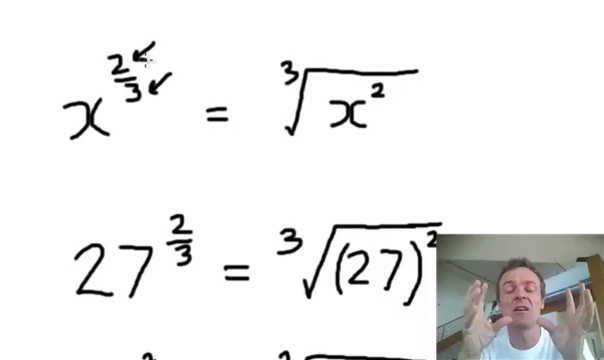 x^(2/3) = ∛(x²)
27^(2/3) = ∛((27)²)